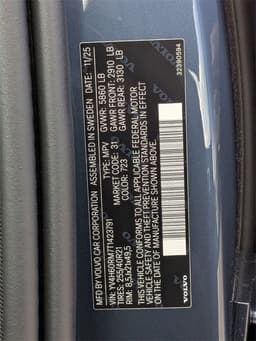 MFD BY VOLVO CAR CORPORATION ASSEMBLED IN SWEDEN 11/25
GVWR: 5860 LB
GAWR FRONT: 2910 LB
GAWR REAR: 3130 LB
VIN: TYPE: MPV
TIRES: 255/40R21 MARKET CODE: 31
RIM: 8,5Jx21x49,5 COLOR: 723
THIS VEHICLE CONFORMS TO ALL APPLICABLE FEDERAL MOTOR
VEHICLE SAFETY AND THEFT PREVENTION STANDARDS IN EFFECT
ON THE DATE OF MANUFACTURE SHOWN ABOVE.
VOLVO
32390594